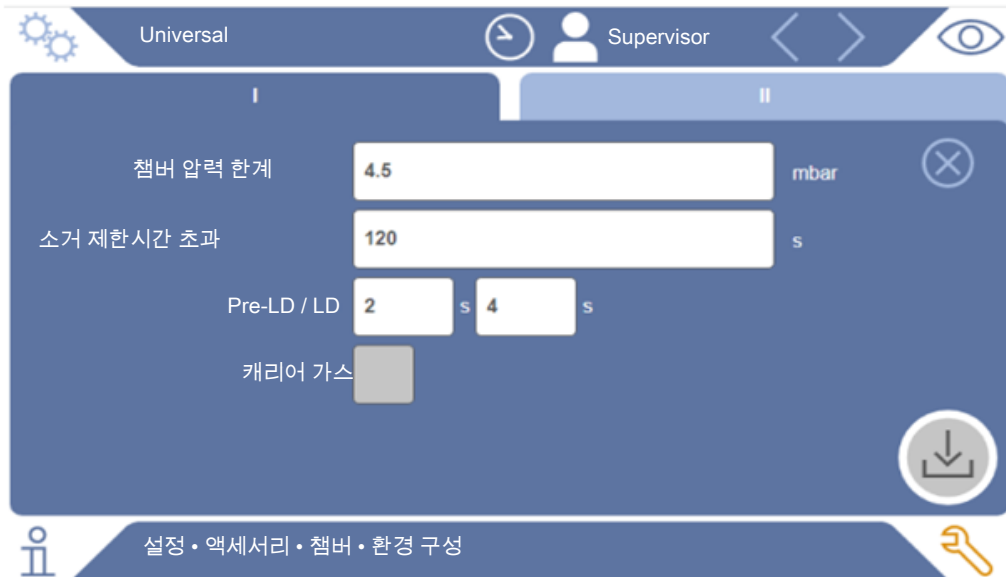 Universal
Supervisor
I
II
챔버 압력 한계 4.5 mbar
소거 제한시간 초과 120 s
Pre-LD / LD 2 s 4 s
캐리어 가스
설정 • 액세서리 • 챔버 • 환경 구성